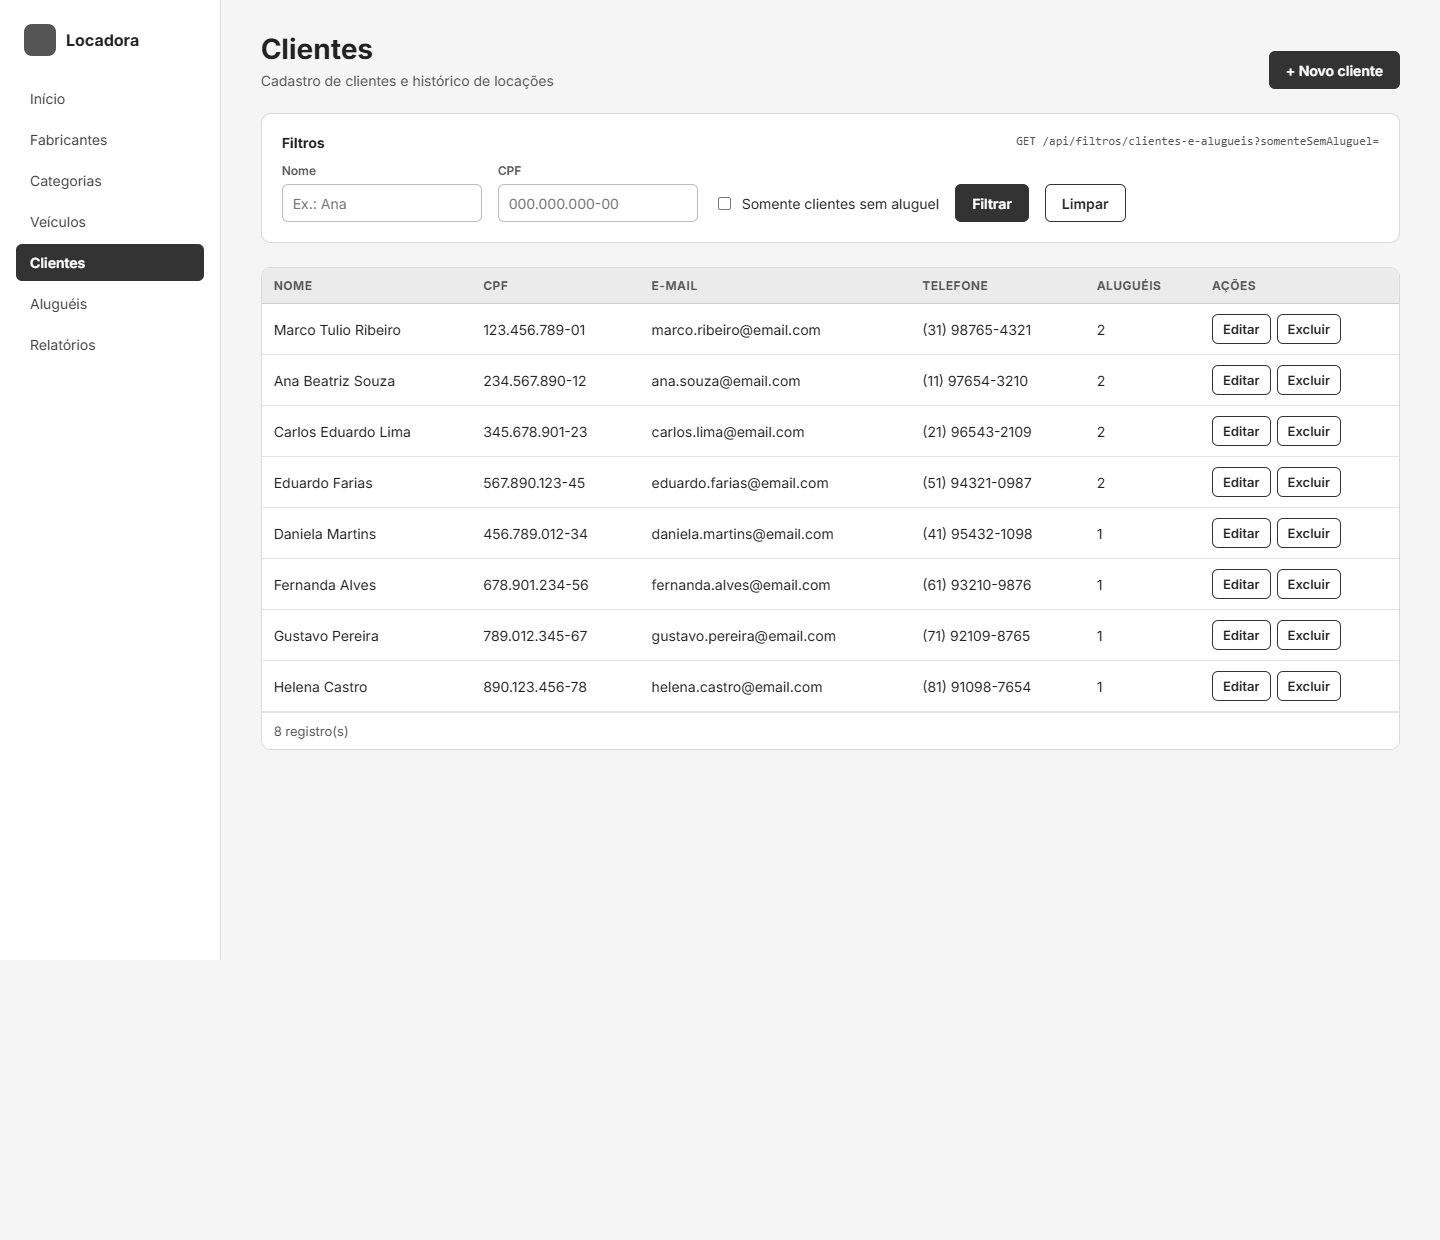 Locadora
Início
Fabricantes
Categorias
Veículos
Clientes
Aluguéis
Relatórios
Clientes
Cadastro de clientes e histórico de locações
+ Novo cliente
Filtros
GET /api/filtros/clientes-e-alugueis?somenteSemAluguel=
Nome CPF
Ex.: Ana 000.000.000-00 Somente clientes sem aluguel Filtrar Limpar
NOME CPF E-MAIL TELEFONE ALUGUÉIS AÇÕES
Marco Tulio Ribeiro 123.456.789-01 marco.ribeiro@email.com (31) 98765-4321 2 Editar Excluir
Ana Beatriz Souza 234.567.890-12 ana.souza@email.com (11) 97654-3210 2 Editar Excluir
Carlos Eduardo Lima 345.678.901-23 carlos.lima@email.com (21) 96543-2109 2 Editar Excluir
Eduardo Farias 567.890.123-45 eduardo.farias@email.com (51) 94321-0987 2 Editar Excluir
Daniela Martins 456.789.012-34 daniela.martins@email.com (41) 95432-1098 1 Editar Excluir
Fernanda Alves 678.901.234-56 fernanda.alves@email.com (61) 93210-9876 1 Editar Excluir
Gustavo Pereira 789.012.345-67 gustavo.pereira@email.com (71) 92109-8765 1 Editar Excluir
Helena Castro 890.123.456-78 helena.castro@email.com (81) 91098-7654 1 Editar Excluir
8 registro(s)